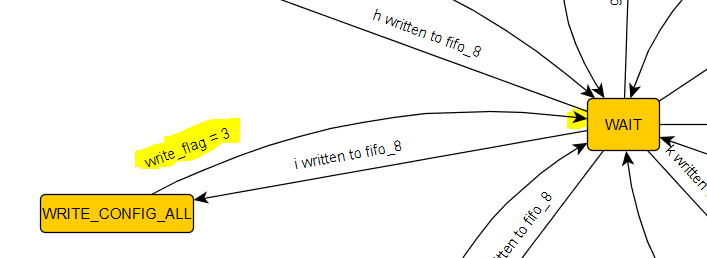 h written to fifo_8
WAIT
write_flag = 3
i written to fifo_8
k written
WRITE_CONFIG_ALL
to fifo_8